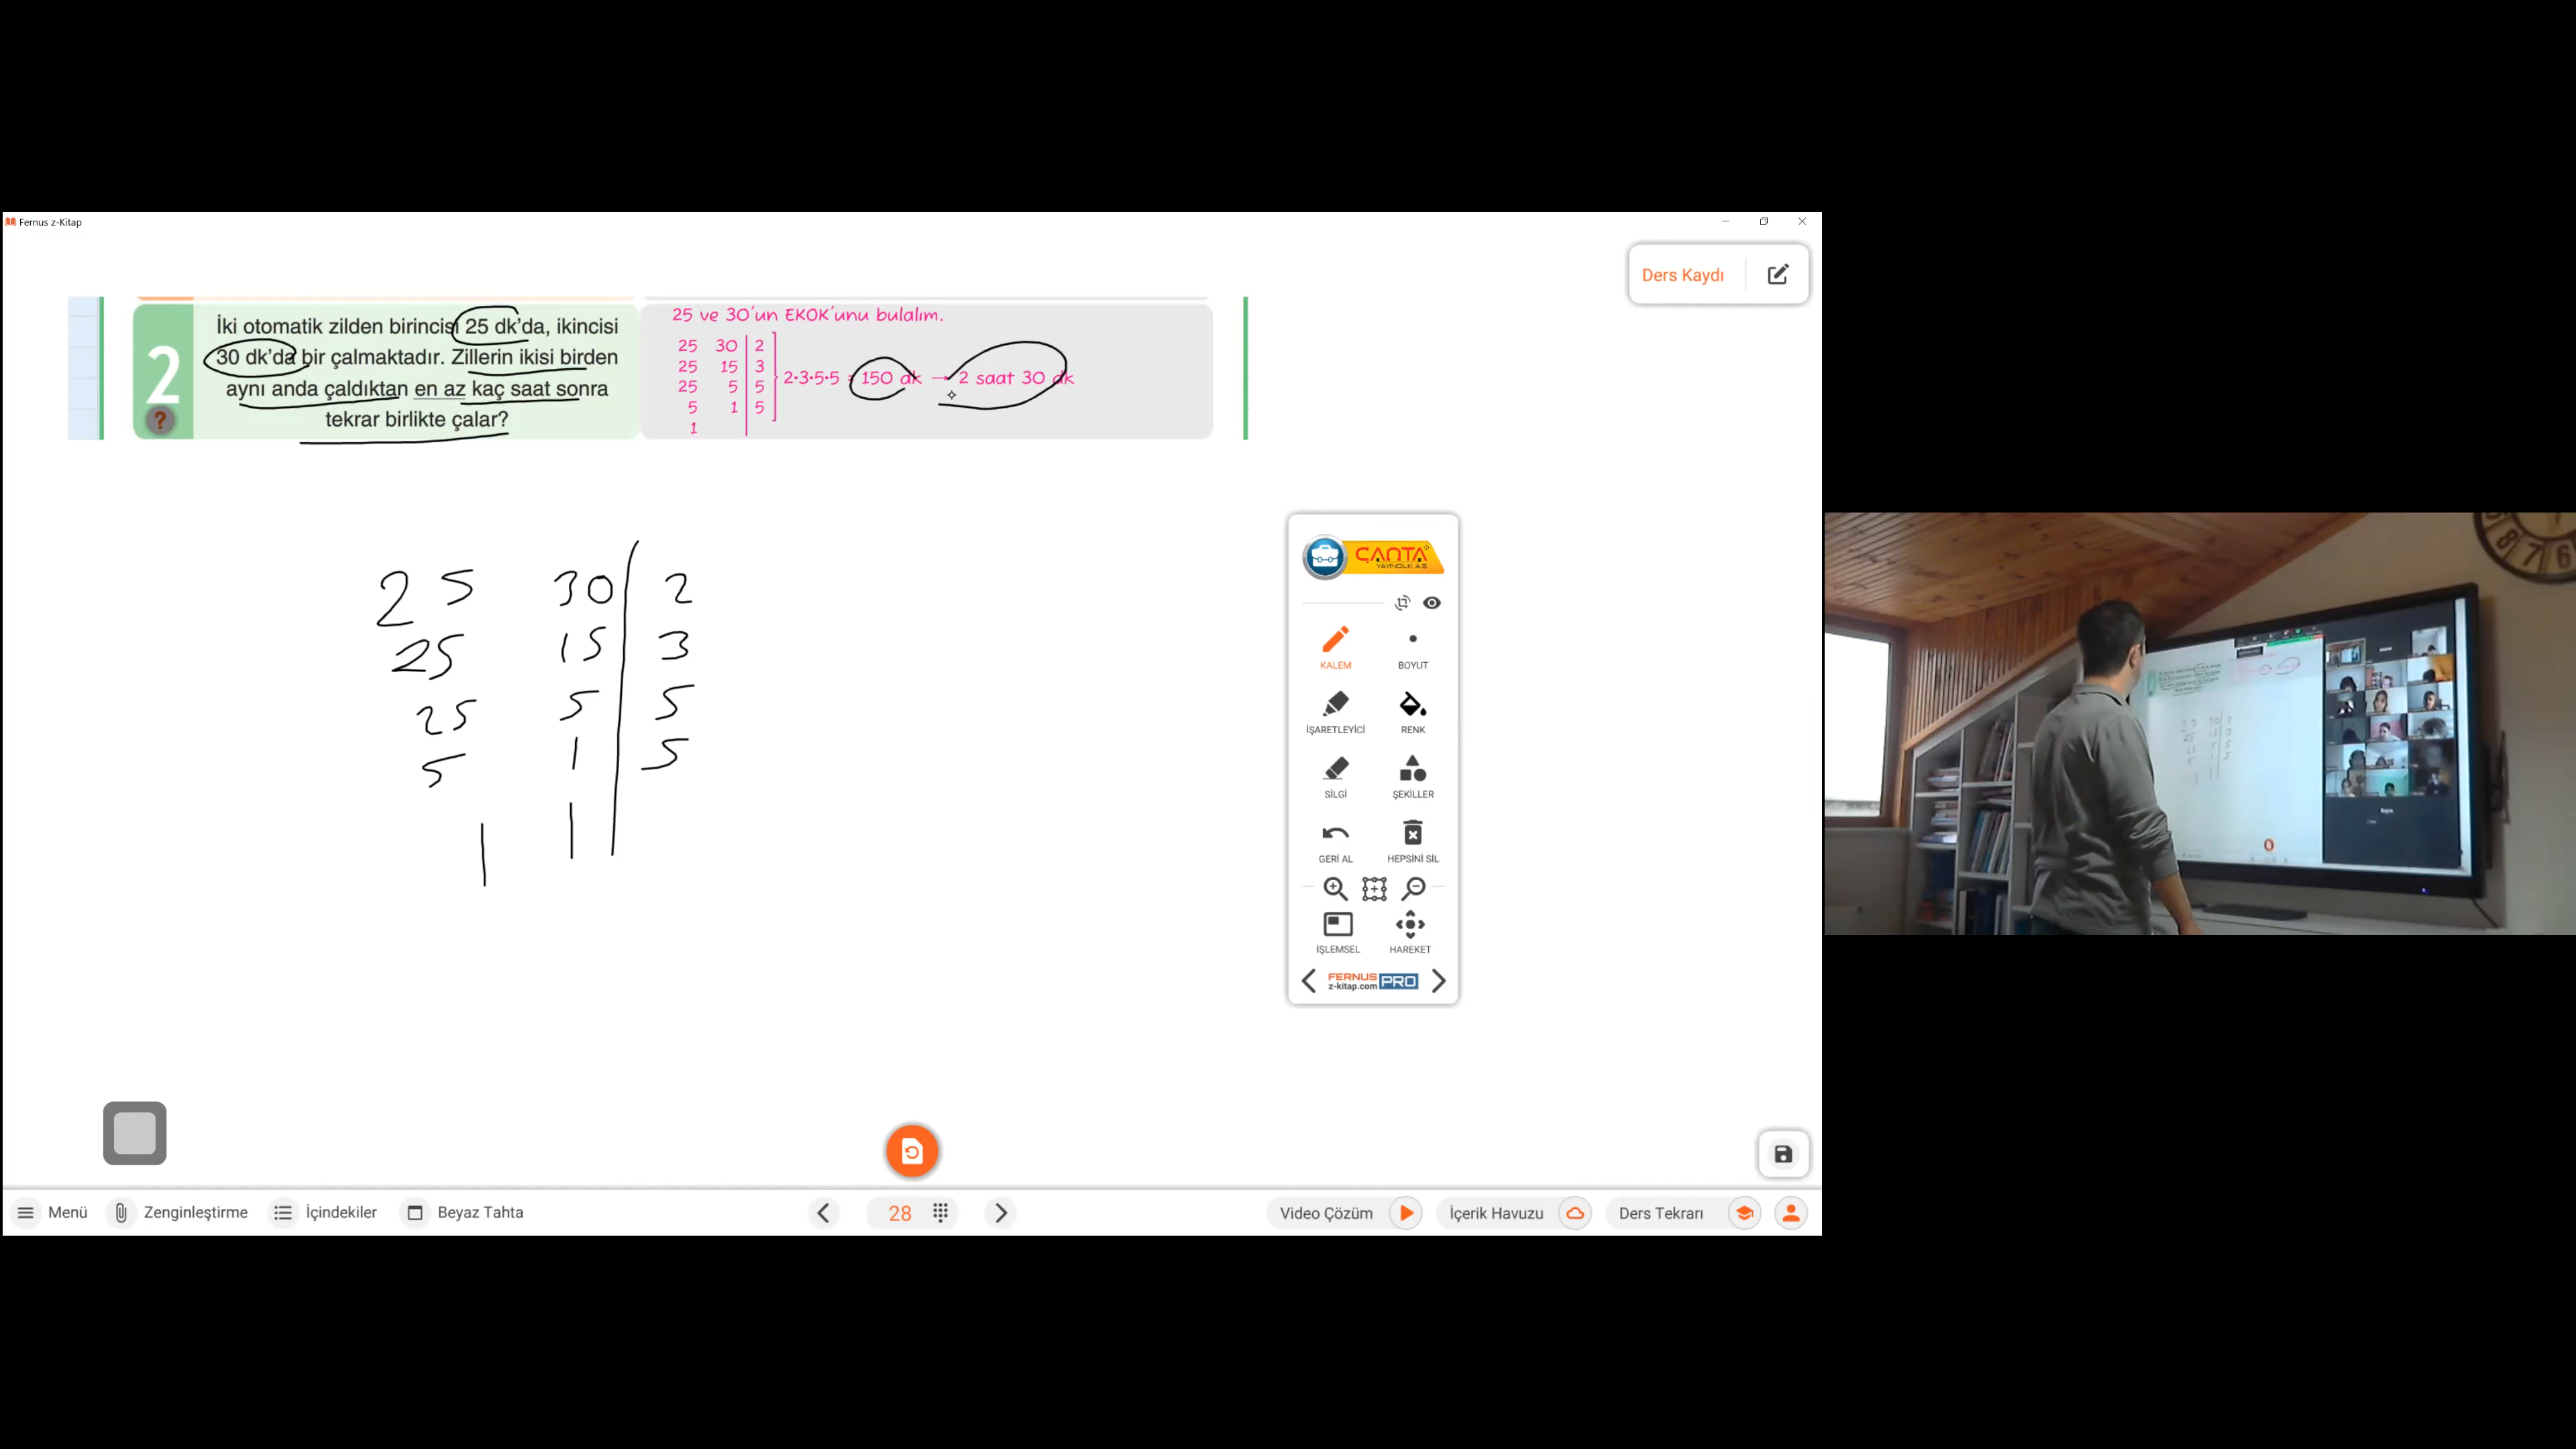 Fernus z-Kitap
Ders Kaydı
2
?
İki otomatik zilden birincisi 25 dk'da, ikincisi
30 dk'da bir çalmaktadır. Zillerin ikisi birden
aynı anda çaldıktan en az kaç saat sonra
tekrar birlikte çalar?
25 ve 30'un EKOK'unu bulalım.
25 30 2
25 15 3
25 5 5
5 1 5
1
2·3·5·5 = 150 dk → 2 saat 30 dk
25 30 2
25 15 3
25 5 5
5 1 5
1 1
ÇANTA
YAYINCILIK A.Ş.
KALEM BOYUT
İŞARETLEYİCİ RENK
SİLGİ ŞEKİLLER
GERİ AL HEPSİNİ SİL
İŞLEMSEL HAREKET
FERNUS PRO
z-kitap.com
Menü Zenginleştirme İçindekiler Beyaz Tahta 28 Video Çözüm İçerik Havuzu Ders Tekrarı
8 7 6